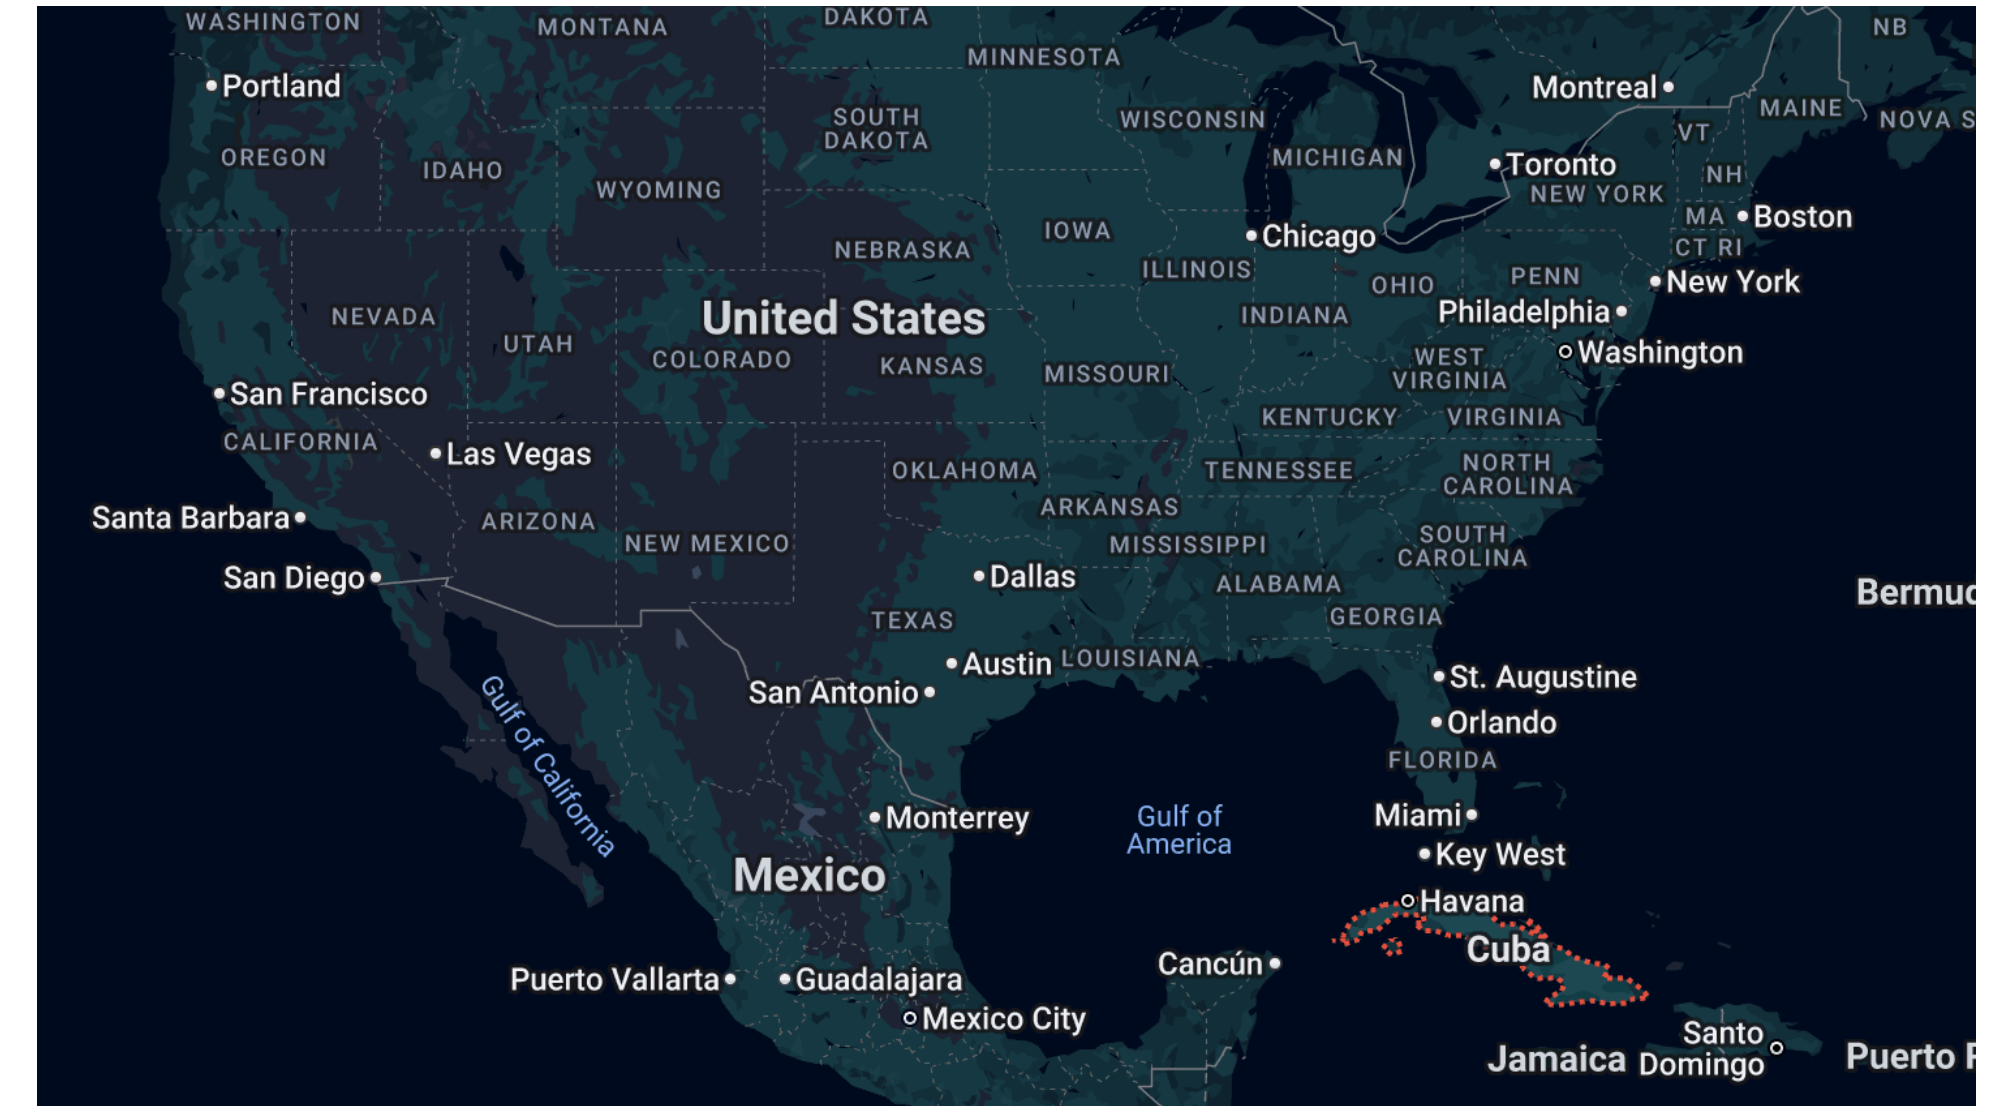 WASHINGTON
MONTANA
DAKOTA
NB
MINNESOTA
Portland
Montreal
MAINE
SOUTH
DAKOTA
WISCONSIN
NOVA S
VT
OREGON
IDAHO
MICHIGAN
Toronto
NH
WYOMING
NEW YORK
MA
Boston
IOWA
Chicago
CT RI
NEBRASKA
ILLINOIS
OHIO
PENN
New York
NEVADA
United States
INDIANA
Philadelphia
UTAH
COLORADO
KANSAS
MISSOURI
WEST
VIRGINIA
Washington
San Francisco
KENTUCKY
VIRGINIA
CALIFORNIA
Las Vegas
OKLAHOMA
TENNESSEE
NORTH
CAROLINA
Santa Barbara
ARIZONA
NEW MEXICO
ARKANSAS
MISSISSIPPI
SOUTH
CAROLINA
San Diego
Dallas
ALABAMA
Bermud
TEXAS
GEORGIA
Austin
LOUISIANA
San Antonio
St. Augustine
Orlando
Gulf of California
FLORIDA
Monterrey
Gulf of
America
Miami
Key West
Mexico
Havana
Cuba
Puerto Vallarta
Guadalajara
Cancún
Mexico City
Jamaica
Santo
Domingo
Puerto R